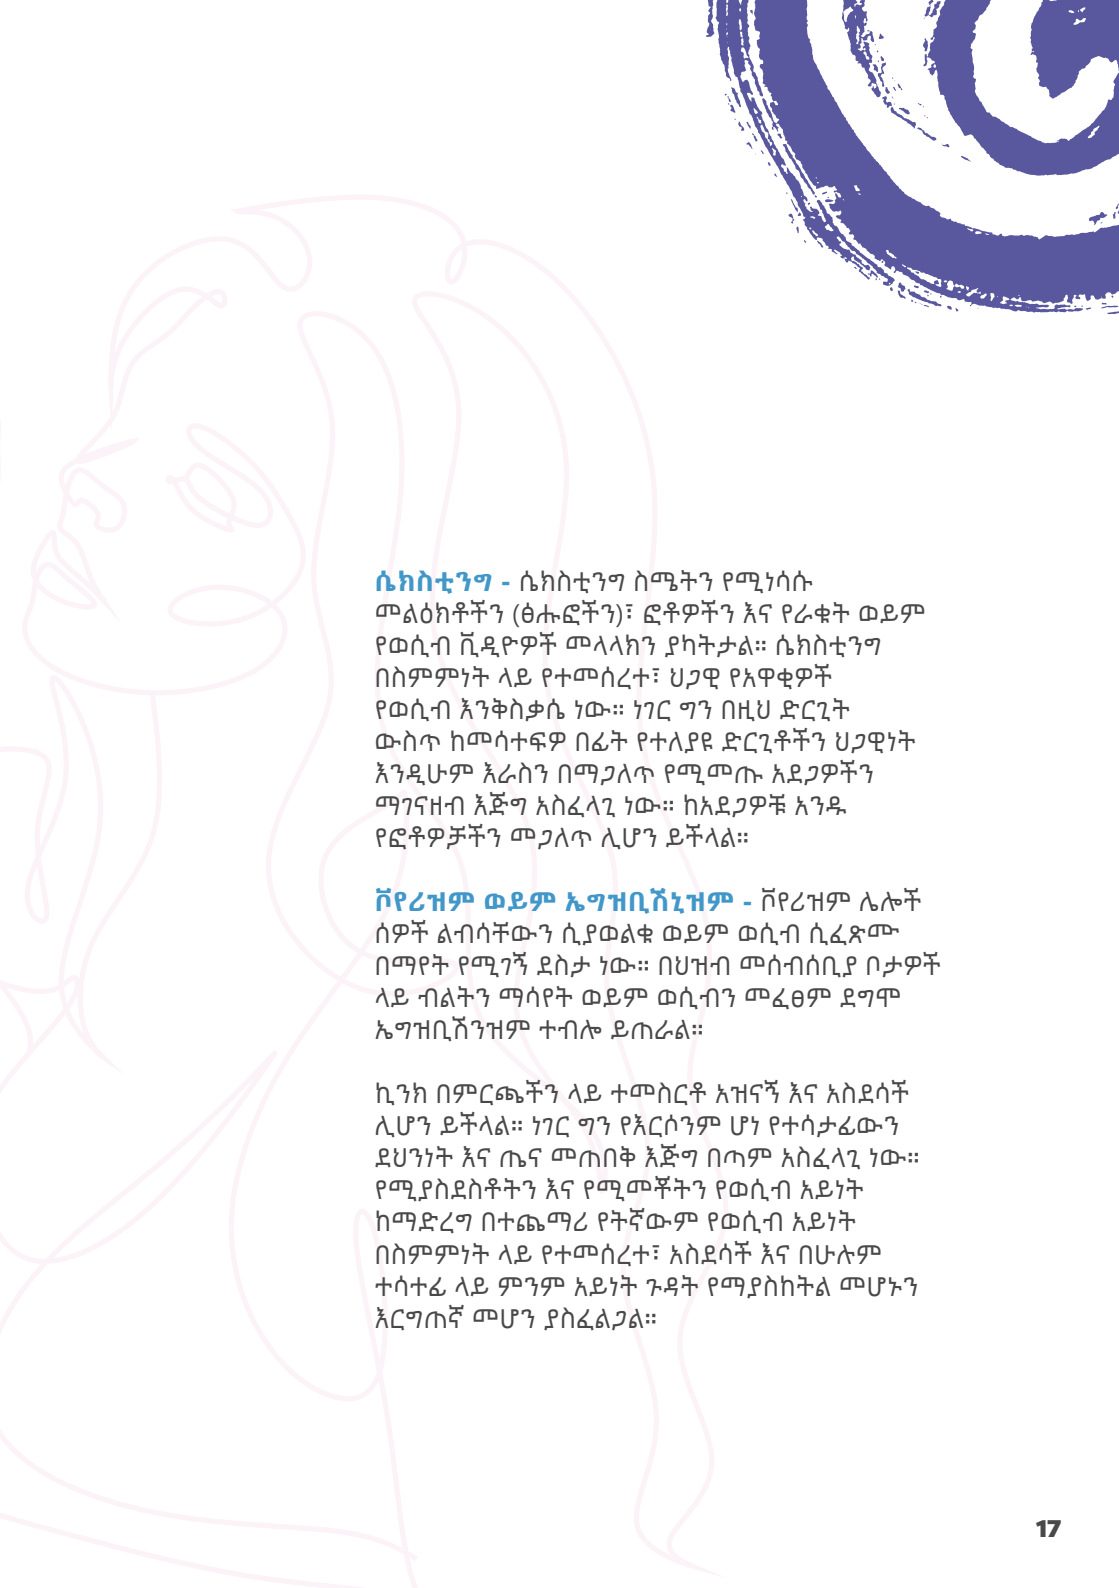 ሴክስቲንግ - ሴክስቲንግ ስሜትን የሚነሳሱ
መልዕክቶችን (ፅሑፎችን)፣ ፎቶዎችን እና የራቁት ወይም
የወሲብ ቪዲዮዎች መላላክን ያካትታል። ሴክስቲንግ
በስምምነት ላይ የተመሰረተ፣ ህጋዊ የአዋቂዎች
የወሲብ እንቅስቃሴ ነው። ነገር ግን በዚህ ድርጊት
ውስጥ ከመሳተፍዎ በፊት የተለያዩ ድርጊቶችን ህጋዊነት
እንዲሁም እራስን በማጋለጥ የሚመጡ አደጋዎችን
ማገናዘብ እጅግ አስፈላጊ ነው። ከአደጋዎቹ አንዱ
የፎቶዎቻችን መጋለጥ ሊሆን ይችላል።
ቮየሪዝም ወይም ኤግዝቢሽኒዝም - ቮየሪዝም ሌሎች
ሰዎች ልብሳቸውን ሲያወልቁ ወይም ወሲብ ሲፈጽሙ
በማየት የሚገኝ ደስታ ነው። በህዝብ መሰብሰቢያ ቦታዎች
ላይ ብልትን ማሳየት ወይም ወሲብን መፈፀም ደግሞ
ኤግዝቢሽንዝም ተብሎ ይጠራል።
ኪንክ በምርጫችን ላይ ተመስርቶ አዝናኝ እና አስደሳች
ሊሆን ይችላል። ነገር ግን የእርሶንም ሆነ የተሳታፊውን
ደህንነት እና ጤና መጠበቅ እጅግ በጣም አስፈላጊ ነው።
የሚያስደስቶትን እና የሚመቾትን የወሲብ አይነት
ከማድረግ በተጨማሪ የትኛውም የወሲብ አይነት
በስምምነት ላይ የተመሰረተ፣ አስደሳች እና በሁሉም
ተሳተፊ ላይ ምንም አይነት ጉዳት የማያስከትል መሆኑን
እርግጠኛ መሆን ያስፈልጋል።
17